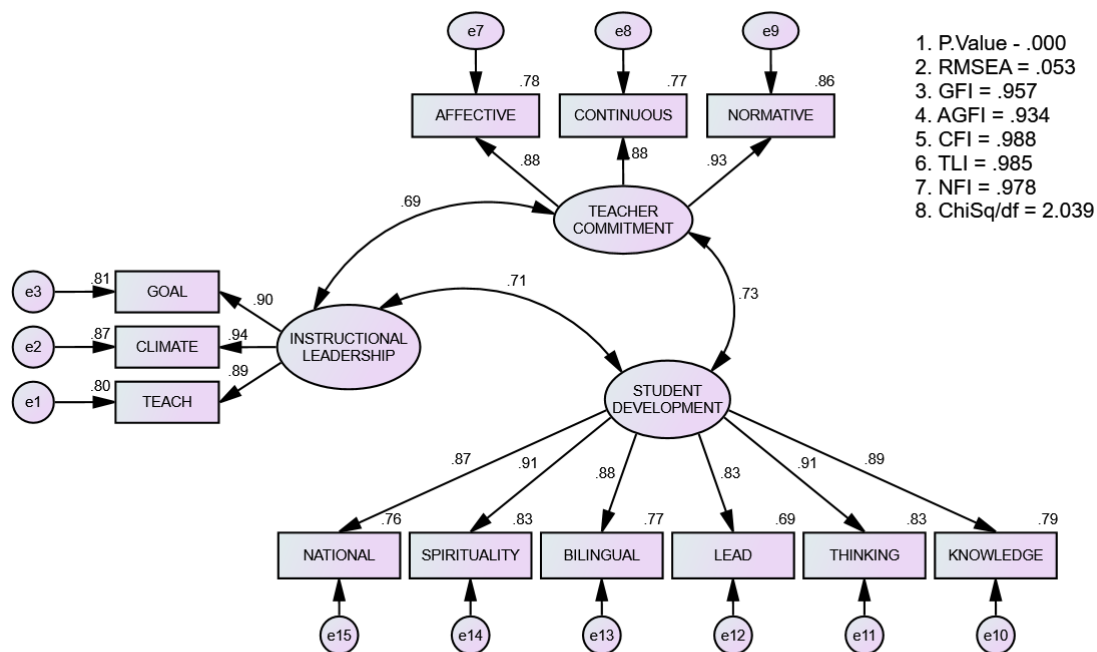 e7
e8
e9
.78
.77
.86
AFFECTIVE
CONTINUOUS
NORMATIVE
.88
.88
.93
1. P.Value - .000
2. RMSEA = .053
3. GFI = .957
4. AGFI = .934
5. CFI = .988
6. TLI = .985
7. NFI = .978
8. ChiSq/df = 2.039
TEACHER
COMMITMENT
.69
.71
.73
e3
.81
GOAL
.90
e2
.87
CLIMATE
.94
e1
.80
TEACH
.89
INSTRUCTIONAL
LEADERSHIP
STUDENT
DEVELOPMENT
.87
.91
.88
.83
.91
.89
.76
.83
.77
.69
.83
.79
NATIONAL
SPIRITUALITY
BILINGUAL
LEAD
THINKING
KNOWLEDGE
e15
e14
e13
e12
e11
e10